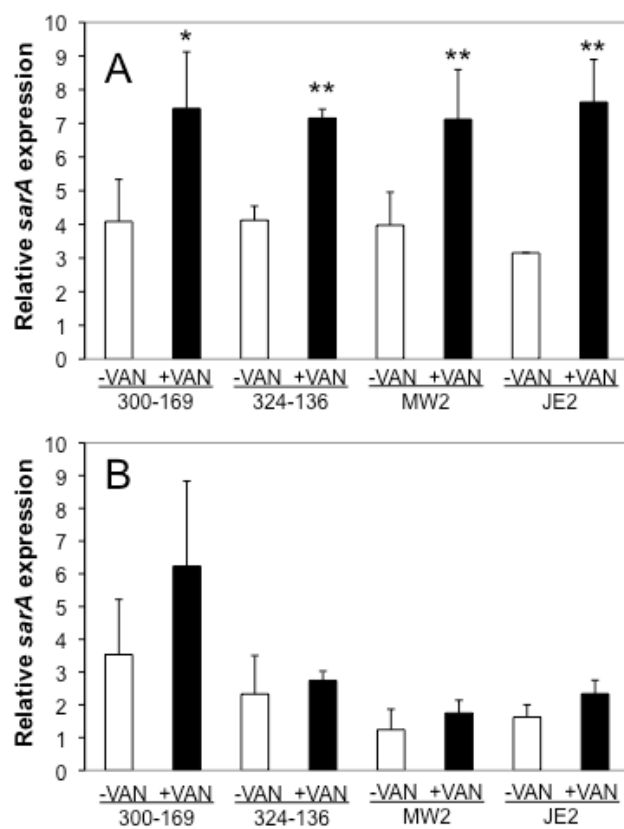 A
Relative sarA expression
10
9
8
7
6
5
4
3
2
1
0
* ** ** **
-VAN +VAN -VAN +VAN -VAN +VAN -VAN +VAN
300-169 324-136 MW2 JE2
B
Relative sarA expression
10
9
8
7
6
5
4
3
2
1
0
-VAN +VAN -VAN +VAN -VAN +VAN -VAN +VAN
300-169 324-136 MW2 JE2